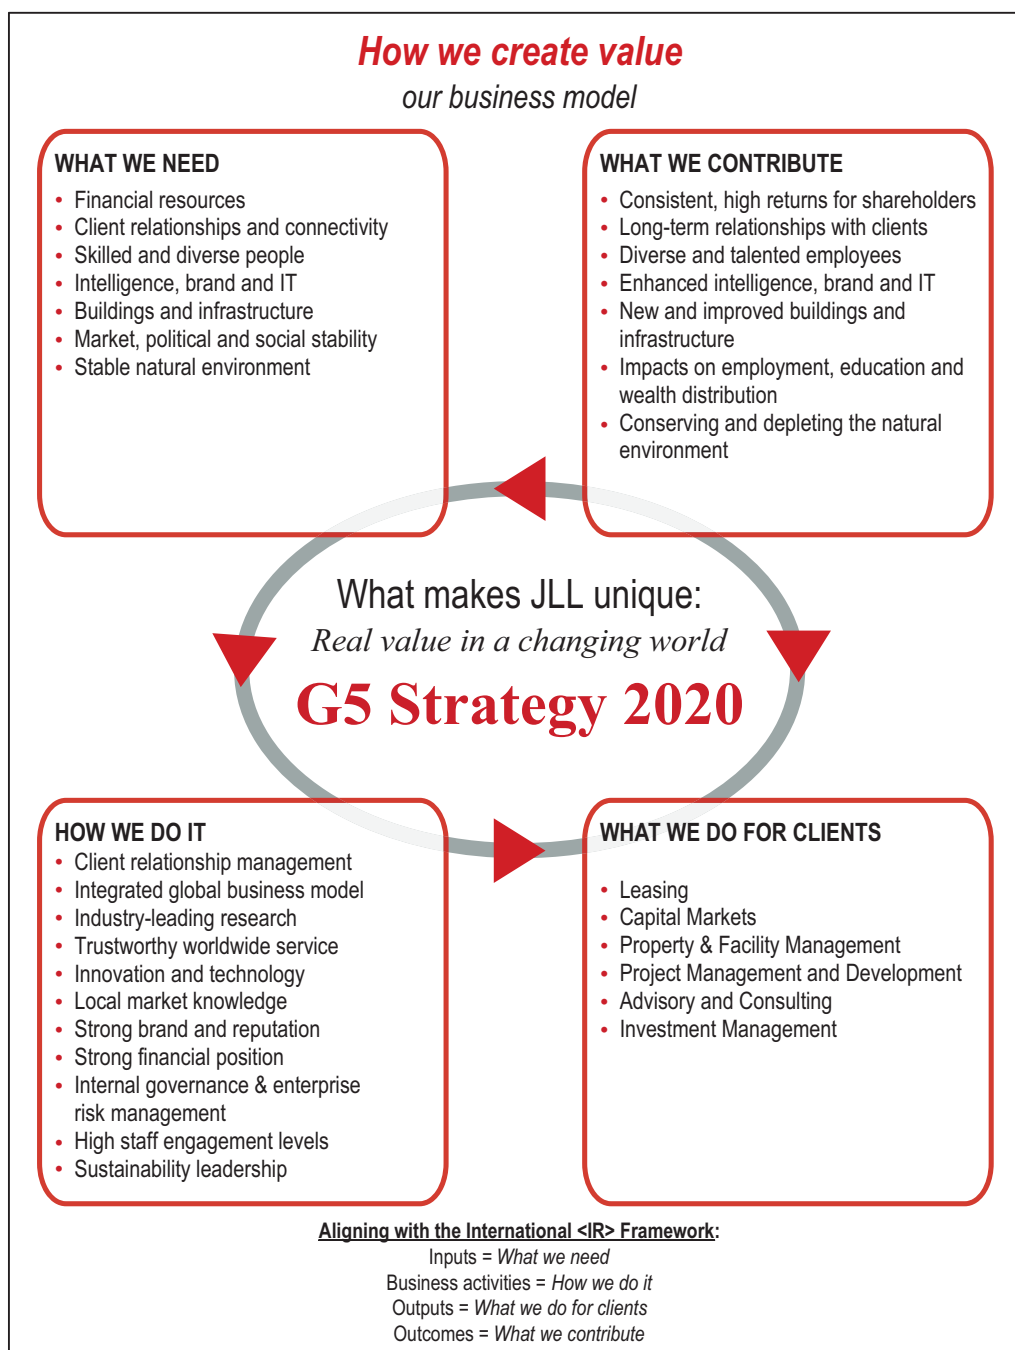 How we create value
our business model
WHAT WE NEED
• Financial resources
• Client relationships and connectivity
• Skilled and diverse people
• Intelligence, brand and IT
• Buildings and infrastructure
• Market, political and social stability
• Stable natural environment
WHAT WE CONTRIBUTE
• Consistent, high returns for shareholders
• Long-term relationships with clients
• Diverse and talented employees
• Enhanced intelligence, brand and IT
• New and improved buildings and
infrastructure
• Impacts on employment, education and
wealth distribution
• Conserving and depleting the natural
environment
What makes JLL unique:
Real value in a changing world
G5 Strategy 2020
HOW WE DO IT
• Client relationship management
• Integrated global business model
• Industry-leading research
• Trustworthy worldwide service
• Innovation and technology
• Local market knowledge
• Strong brand and reputation
• Strong financial position
• Internal governance & enterprise
risk management
• High staff engagement levels
• Sustainability leadership
WHAT WE DO FOR CLIENTS
• Leasing
• Capital Markets
• Property & Facility Management
• Project Management and Development
• Advisory and Consulting
• Investment Management
Aligning with the International <IR> Framework:
Inputs = What we need
Business activities = How we do it
Outputs = What we do for clients
Outcomes = What we contribute